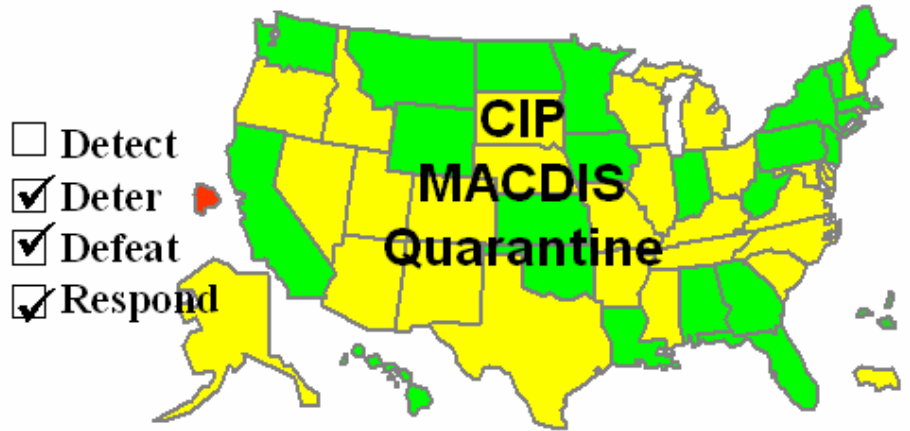 Detect
Deter
Defeat
Respond
CIP
MACDIS
Quarantine